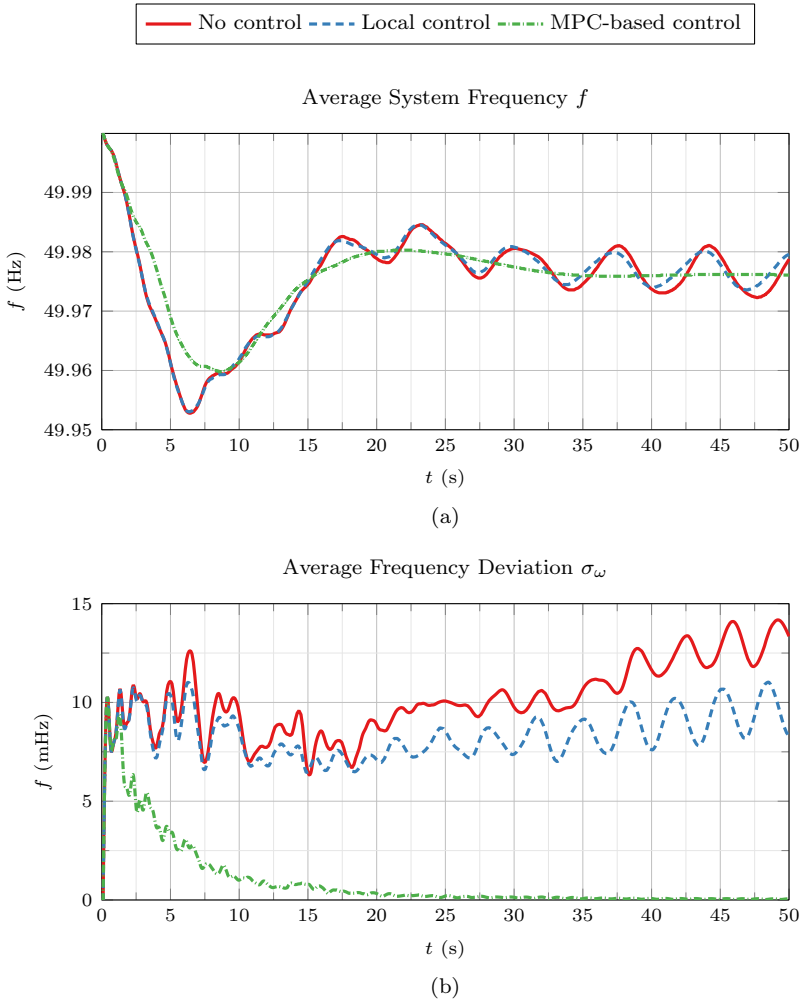 No control Local control MPC-based control
Average System Frequency f
49.99
49.98
49.97
49.96
49.95
f (Hz)
0 5 10 15 20 25 30 35 40 45 50
t (s)
(a)
Average Frequency Deviation σω
15
10
5
0
f (mHz)
0 5 10 15 20 25 30 35 40 45 50
t (s)
(b)